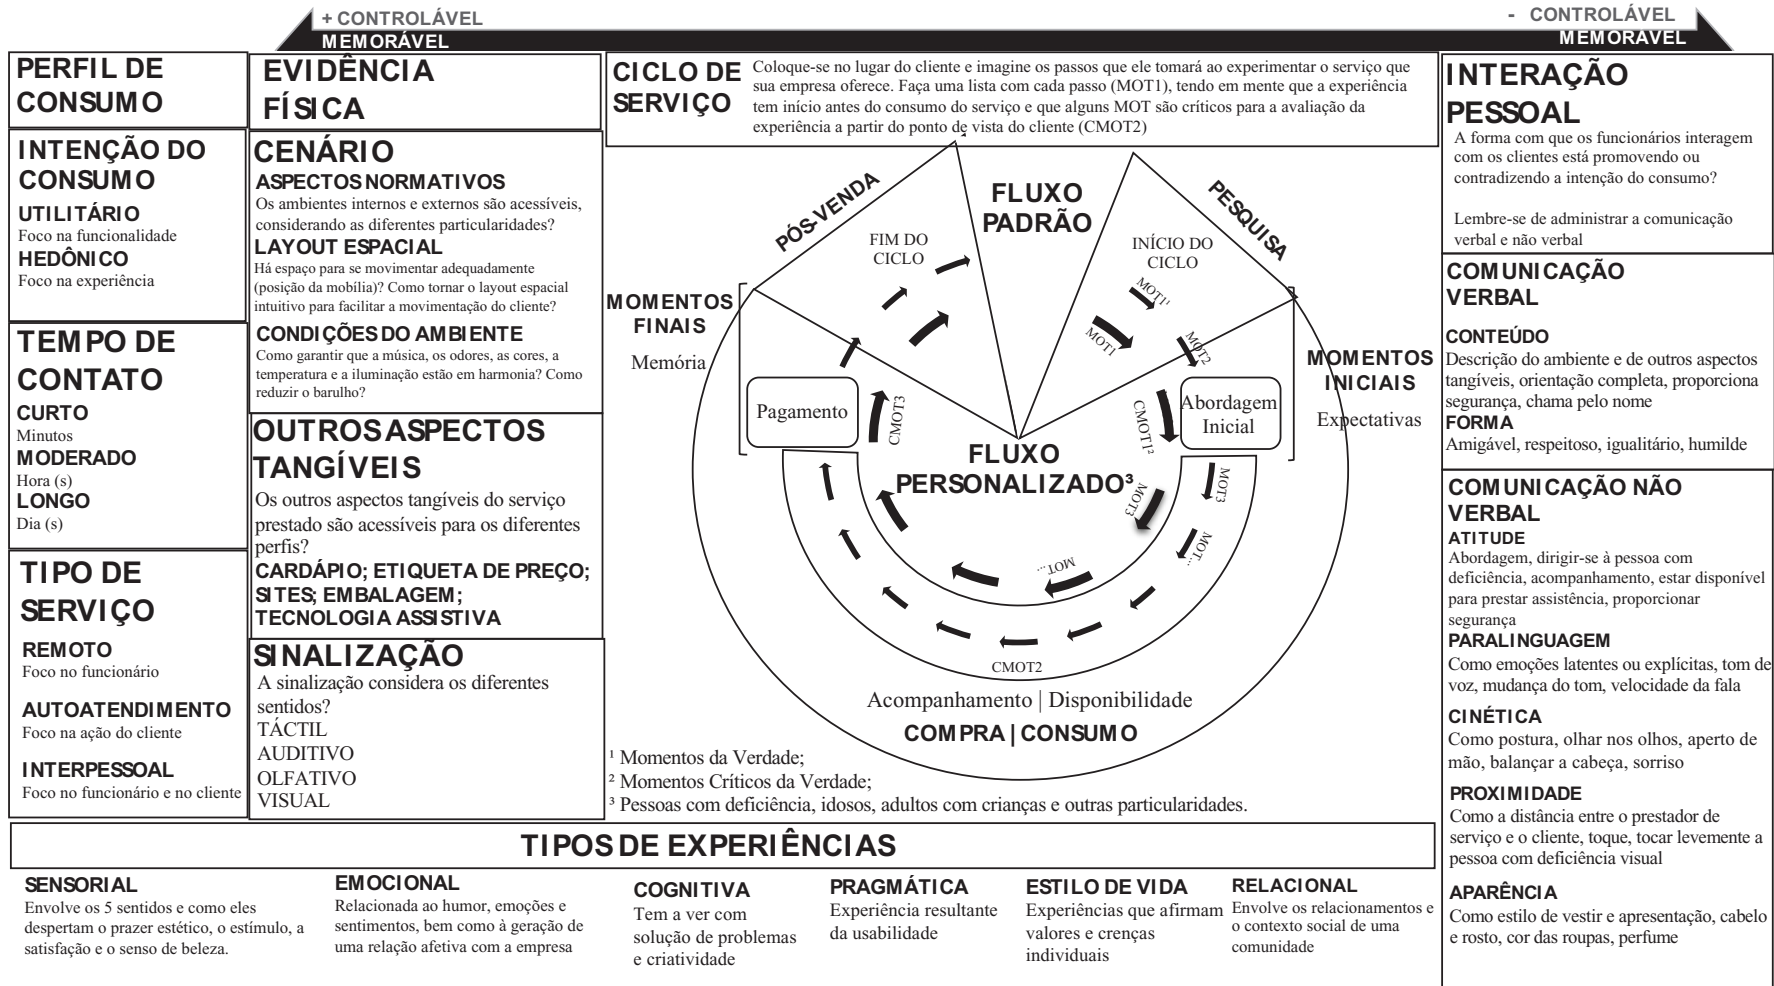 + CONTROLÁVEL
MEMORÁVEL
- CONTROLÁVEL
MEMORÁVEL
PERFIL DE
CONSUMO
INTENÇÃO DO
CONSUMO
UTILITÁRIO
Foco na funcionalidade
HEDÔNICO
Foco na experiência
TEMPO DE
CONTATO
CURTO
Minutos
MODERADO
Hora (s)
LONGO
Dia (s)
TIPO DE
SERVIÇO
REMOTO
Foco no funcionário
AUTOATENDIMENTO
Foco na ação do cliente
INTERPESSOAL
Foco no funcionário e no cliente
EVIDÊNCIA
FÍSICA
CENÁRIO
ASPECTOS NORMATIVOS
Os ambientes internos e externos são acessíveis,
considerando as diferentes particularidades?
LAYOUT ESPACIAL
Há espaço para se movimentar adequadamente
(posição da mobília)? Como tornar o layout espacial
intuitivo para facilitar a movimentação do cliente?
CONDIÇÕES DO AMBIENTE
Como garantir que a música, os odores, as cores, a
temperatura e a iluminação estão em harmonia? Como
reduzir o barulho?
OUTROS ASPECTOS
TANGÍVEIS
Os outros aspectos tangíveis do serviço
prestado são acessíveis para os diferentes
perfis?
CARDÁPIO; ETIQUETA DE PREÇO;
SITES; EMBALAGEM;
TECNOLOGIA ASSISTIVA
SINALIZAÇÃO
A sinalização considera os diferentes
sentidos?
TÁCTIL
AUDITIVO
OLFATIVO
VISUAL
CICLO DE
SERVIÇO
Coloque-se no lugar do cliente e imagine os passos que ele tomará ao experimentar o serviço que
sua empresa oferece. Faça uma lista com cada passo (MOT1), tendo em mente que a experiência
tem início antes do consumo do serviço e que alguns MOT são críticos para a avaliação da
experiência a partir do ponto de vista do cliente (CMOT2)
PÓS-VENDA
FLUXO
PADRÃO
PESQUISA
FIM DO
CICLO
INÍCIO DO
CICLO
MOT1¹
MOT1
MOT2
MOMENTOS
FINAIS
Memória
MOMENTOS
INICIAIS
Expectativas
Pagamento
CMOT3
CMOT1²
Abordagem
Inicial
FLUXO
PERSONALIZADO³
MOT3
MOT3
MOT...
MOT...
CMOT2
Acompanhamento | Disponibilidade
COMPRA | CONSUMO
¹ Momentos da Verdade;
² Momentos Críticos da Verdade;
³ Pessoas com deficiência, idosos, adultos com crianças e outras particularidades.
INTERAÇÃO
PESSOAL
A forma com que os funcionários interagem
com os clientes está promovendo ou
contradizendo a intenção do consumo?
Lembre-se de administrar a comunicação
verbal e não verbal
COMUNICAÇÃO
VERBAL
CONTEÚDO
Descrição do ambiente e de outros aspectos
tangíveis, orientação completa, proporciona
segurança, chama pelo nome
FORMA
Amigável, respeitoso, igualitário, humilde
COMUNICAÇÃO NÃO
VERBAL
ATITUDE
Abordagem, dirigir-se à pessoa com
deficiência, acompanhamento, estar disponível
para prestar assistência, proporcionar
segurança
PARALINGUAGEM
Como emoções latentes ou explícitas, tom de
voz, mudança do tom, velocidade da fala
CINÉTICA
Como postura, olhar nos olhos, aperto de
mão, balançar a cabeça, sorriso
PROXIMIDADE
Como a distância entre o prestador de
serviço e o cliente, toque, tocar levemente a
pessoa com deficiência visual
APARÊNCIA
Como estilo de vestir e apresentação, cabelo
e rosto, cor das roupas, perfume
TIPOS DE EXPERIÊNCIAS
SENSORIAL
Envolve os 5 sentidos e como eles
despertam o prazer estético, o estímulo, a
satisfação e o senso de beleza.
EMOCIONAL
Relacionada ao humor, emoções e
sentimentos, bem como à geração de
uma relação afetiva com a empresa
COGNITIVA
Tem a ver com
solução de problemas
e criatividade
PRAGMÁTICA
Experiência resultante
da usabilidade
ESTILO DE VIDA
Experiências que afirmam
valores e crenças
individuais
RELACIONAL
Envolve os relacionamentos e
o contexto social de uma
comunidade